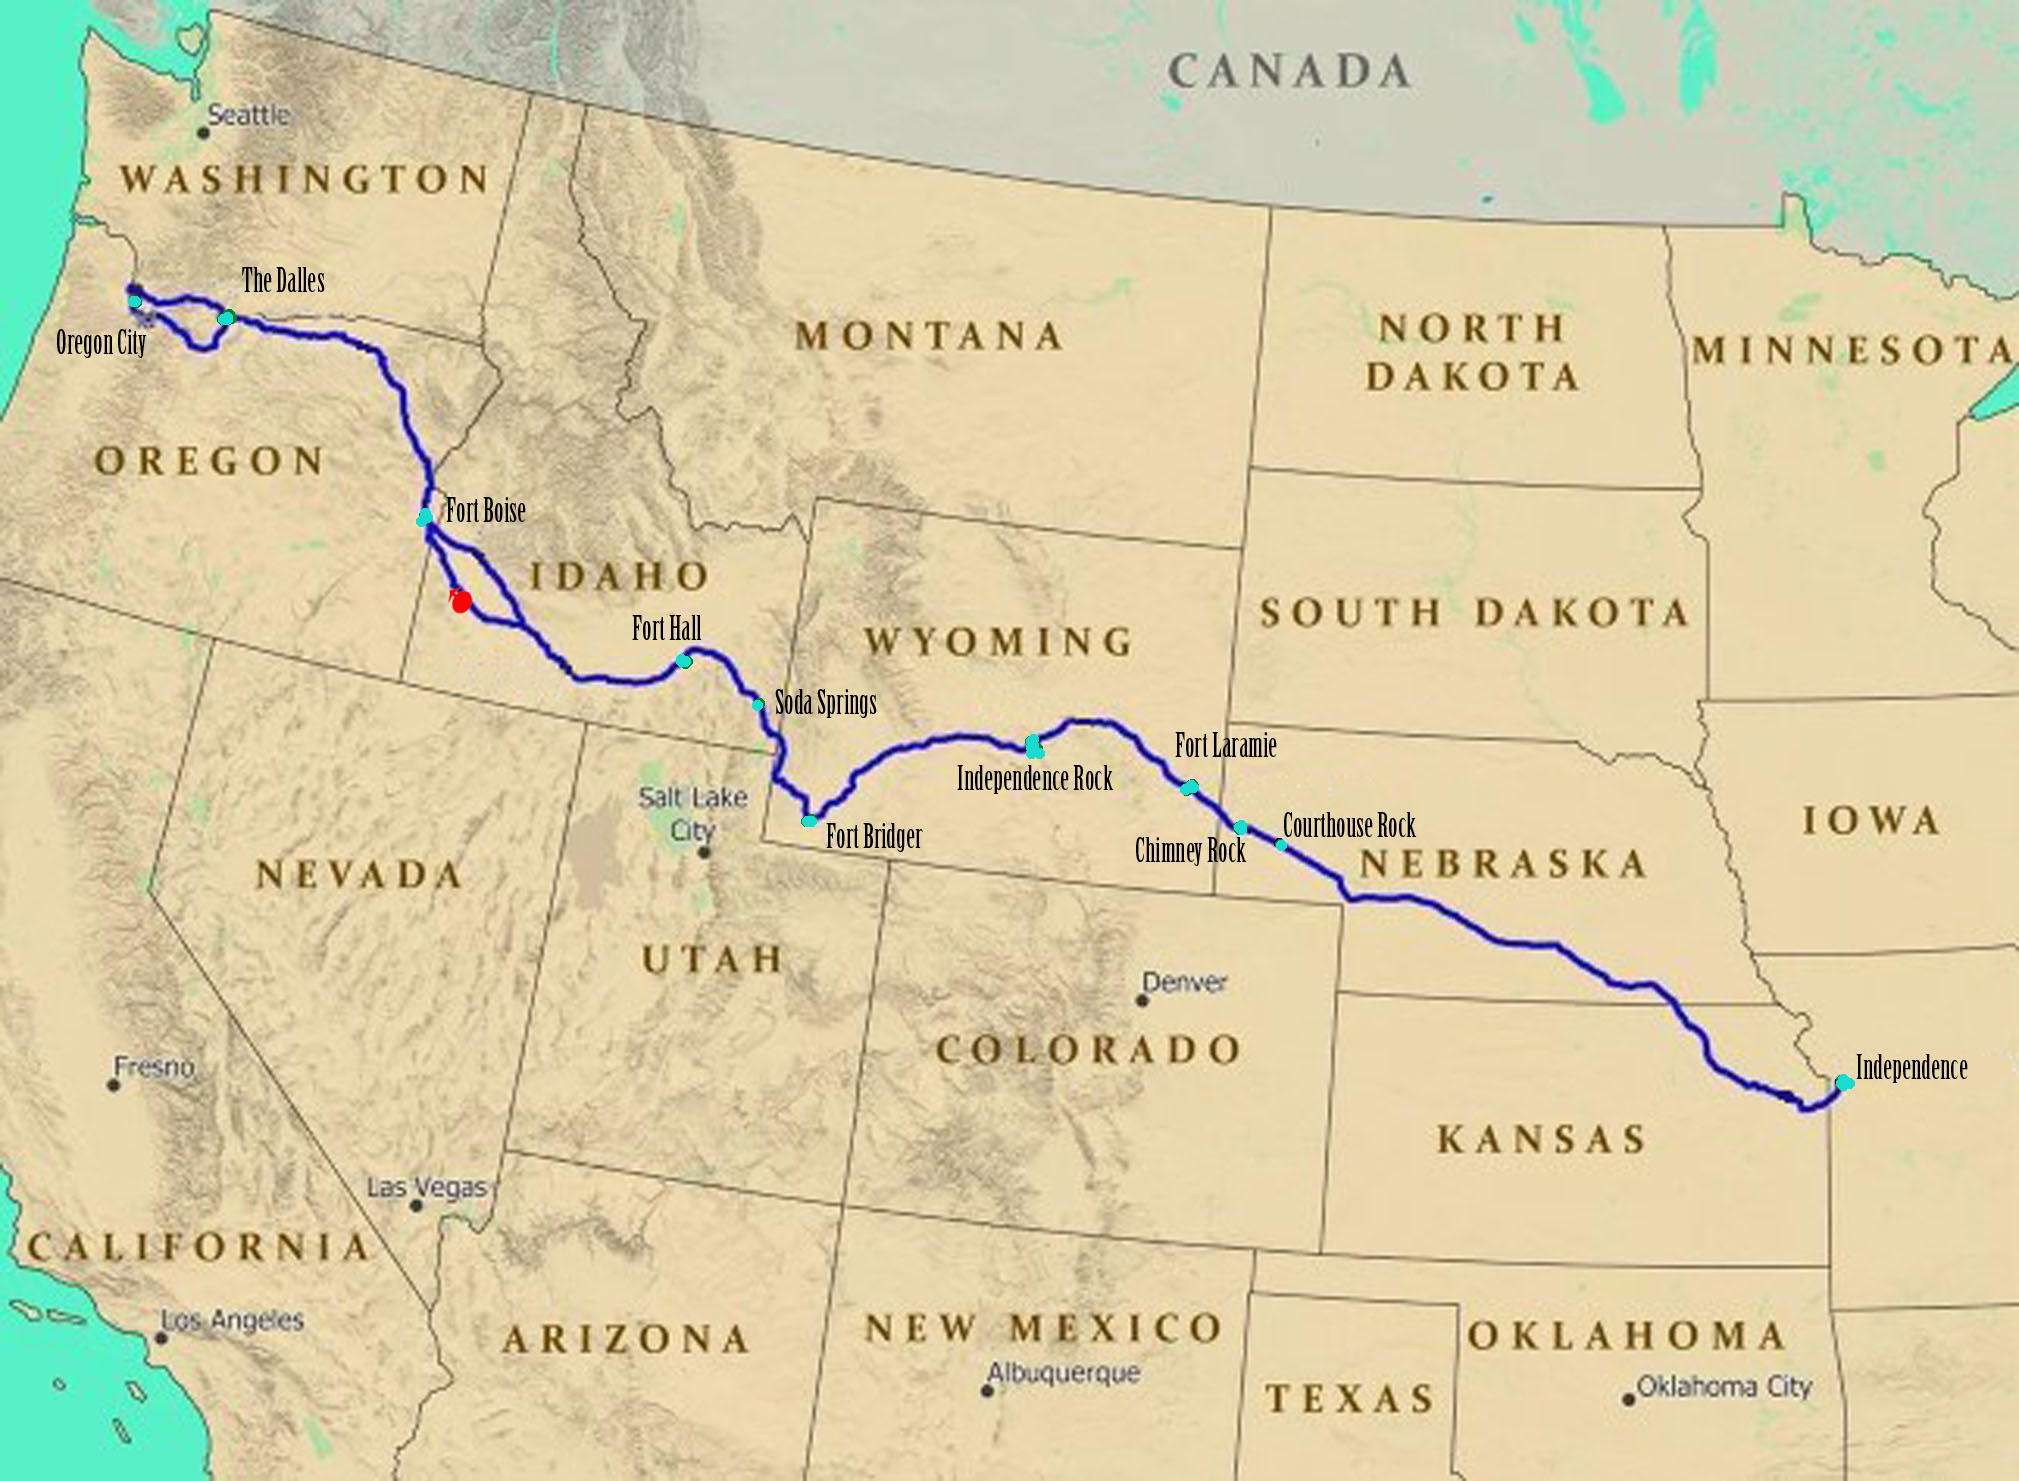 CANADA
Seattle
WASHINGTON
The Dalles
Oregon City
MONTANA
NORTH
DAKOTA
MINNESOTA
OREGON
Fort Boise
IDAHO
Fort Hall
WYOMING
SOUTH DAKOTA
Soda Springs
Fort Laramie
Independence Rock
Salt Lake
City
Fort Bridger
Courthouse Rock
Chimney Rock
NEBRASKA
IOWA
NEVADA
UTAH
Denver
COLORADO
Fresno
Independence
KANSAS
Las Vegas
CALIFORNIA
Los Angeles
ARIZONA
NEW MEXICO
Albuquerque
OKLAHOMA
TEXAS
Oklahoma City